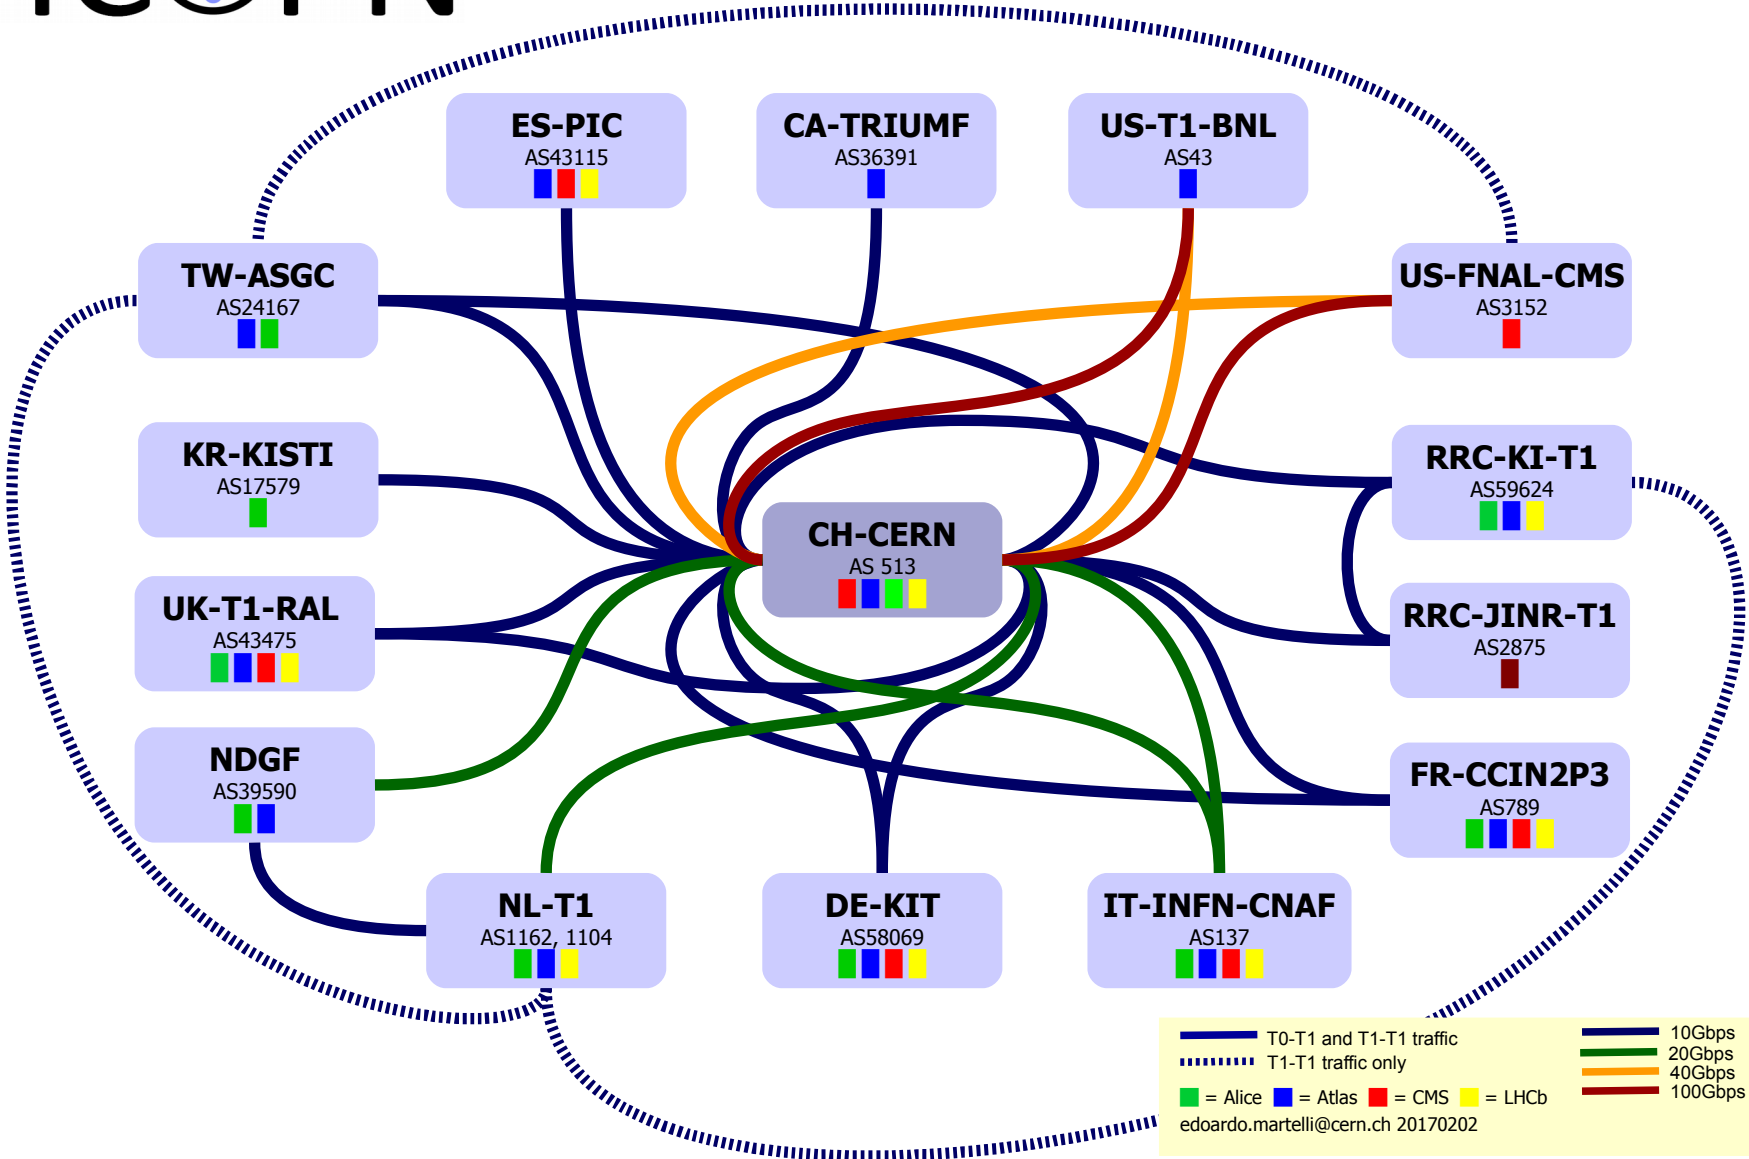 ES-PIC
AS43115
CA-TRIUMF
AS36391
US-T1-BNL
AS43
TW-ASGC
AS24167
US-FNAL-CMS
AS3152
KR-KISTI
AS17579
RRC-KI-T1
AS59624
CH-CERN
AS 513
UK-T1-RAL
AS43475
RRC-JINR-T1
AS2875
NDGF
AS39590
FR-CCIN2P3
AS789
NL-T1
AS1162, 1104
DE-KIT
AS58069
IT-INFN-CNAF
AS137
T0-T1 and T1-T1 traffic
T1-T1 traffic only
= Alice = Atlas = CMS = LHCb
edoardo.martelli@cern.ch 20170202
10Gbps
20Gbps
40Gbps
100Gbps